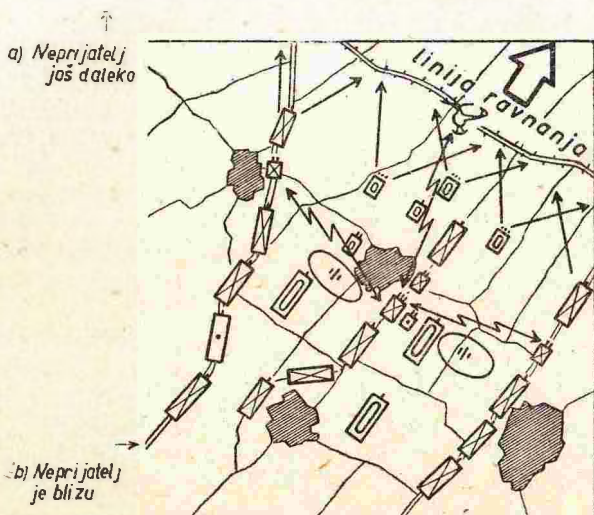 a) Neprijatelj
još daleko
linija ravnanja
b) Neprijatelj
je blizu